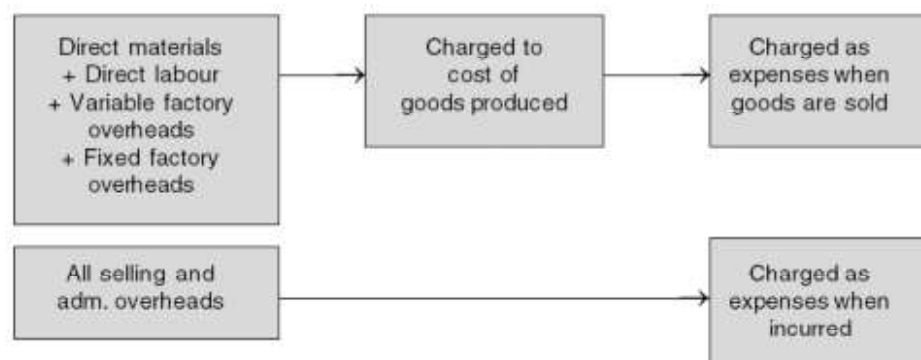 Direct materials
+ Direct labour
+ Variable factory
overheads
+ Fixed factory
overheads
Charged to
cost of
goods produced
Charged as
expenses when
goods are sold
All selling and
adm. overheads
Charged as
expenses when
incurred